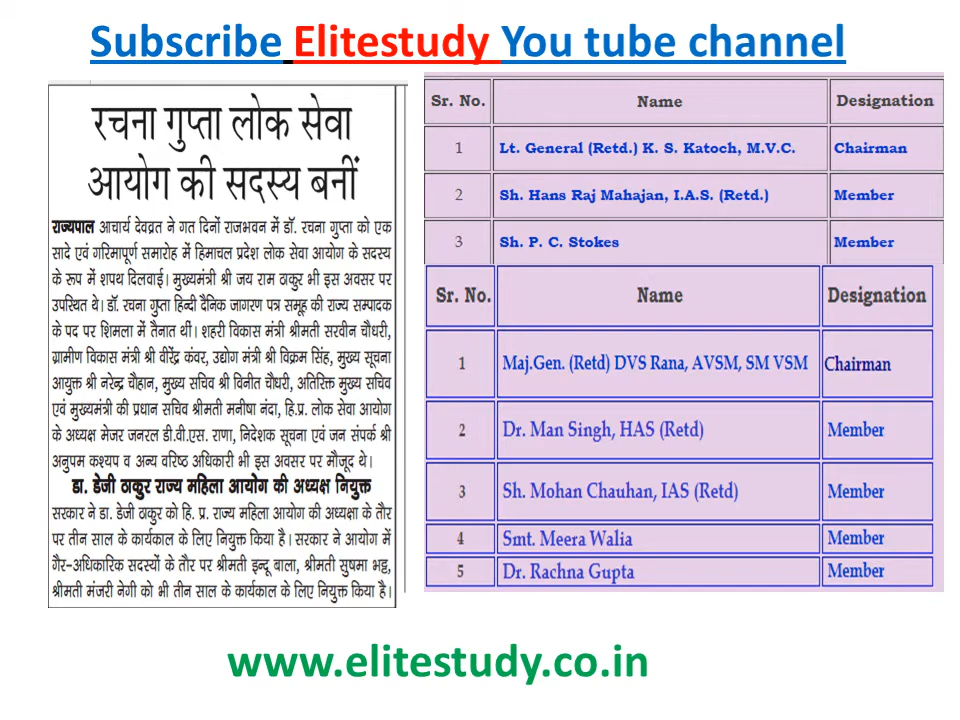 Subscribe Elitestudy You tube channel
रचना गुप्ता लोक सेवा
आयोग की सदस्य बनीं
राज्यपाल आचार्य देवव्रत ने गत दिनों राजभवन में डॉ. रचना गुप्ता को एक
सादे एवं गरिमापूर्ण समारोह में हिमाचल प्रदेश लोक सेवा आयोग के सदस्य
के रूप में शपथ दिलवाई। मुख्यमंत्री श्री जय राम ठाकुर भी इस अवसर पर
उपस्थित थे। डॉ. रचना गुप्ता हिन्दी दैनिक जागरण पत्र समूह की राज्य सम्पादक
के पद पर शिमला में तैनात थीं। शहरी विकास मंत्री श्रीमती सरवीन चौधरी,
ग्रामीण विकास मंत्री श्री वीरेंद्र कंवर, उद्योग मंत्री श्री विक्रम सिंह, मुख्य सूचना
आयुक्त श्री नरेन्द्र चौहान, मुख्य सचिव श्री विनीत चौधरी, अतिरिक्त मुख्य सचिव
एवं मुख्यमंत्री की प्रधान सचिव श्रीमती मनीषा नंदा, हि.प्र. लोक सेवा आयोग
के अध्यक्ष मेजर जनरल डी.वी.एस. राणा, निदेशक सूचना एवं जन संपर्क श्री
अनुपम कश्यप व अन्य वरिष्ठ अधिकारी भी इस अवसर पर मौजूद थे।
डा. डेजी ठाकुर राज्य महिला आयोग की अध्यक्ष नियुक्त
सरकार ने डा. डेजी ठाकुर को हि. प्र. राज्य महिला आयोग की अध्यक्षा के तौर
पर तीन साल के कार्यकाल के लिए नियुक्त किया है। सरकार ने आयोग में
गैर-अधिकारिक सदस्यों के तौर पर श्रीमती इन्दू बाला, श्रीमती सुषमा भट्ट,
श्रीमती मंजरी नेगी को भी तीन साल के कार्यकाल के लिए नियुक्त किया है।
Sr. No. Name Designation
1 Lt. General (Retd.) K. S. Katoch, M.V.C. Chairman
2 Sh. Hans Raj Mahajan, I.A.S. (Retd.) Member
3 Sh. P. C. Stokes Member
Sr. No. Name Designation
1 Maj.Gen. (Retd) DVS Rana, AVSM, SM VSM Chairman
2 Dr. Man Singh, HAS (Retd) Member
3 Sh. Mohan Chauhan, IAS (Retd) Member
4 Smt. Meera Walia Member
5 Dr. Rachna Gupta Member
www.elitestudy.co.in